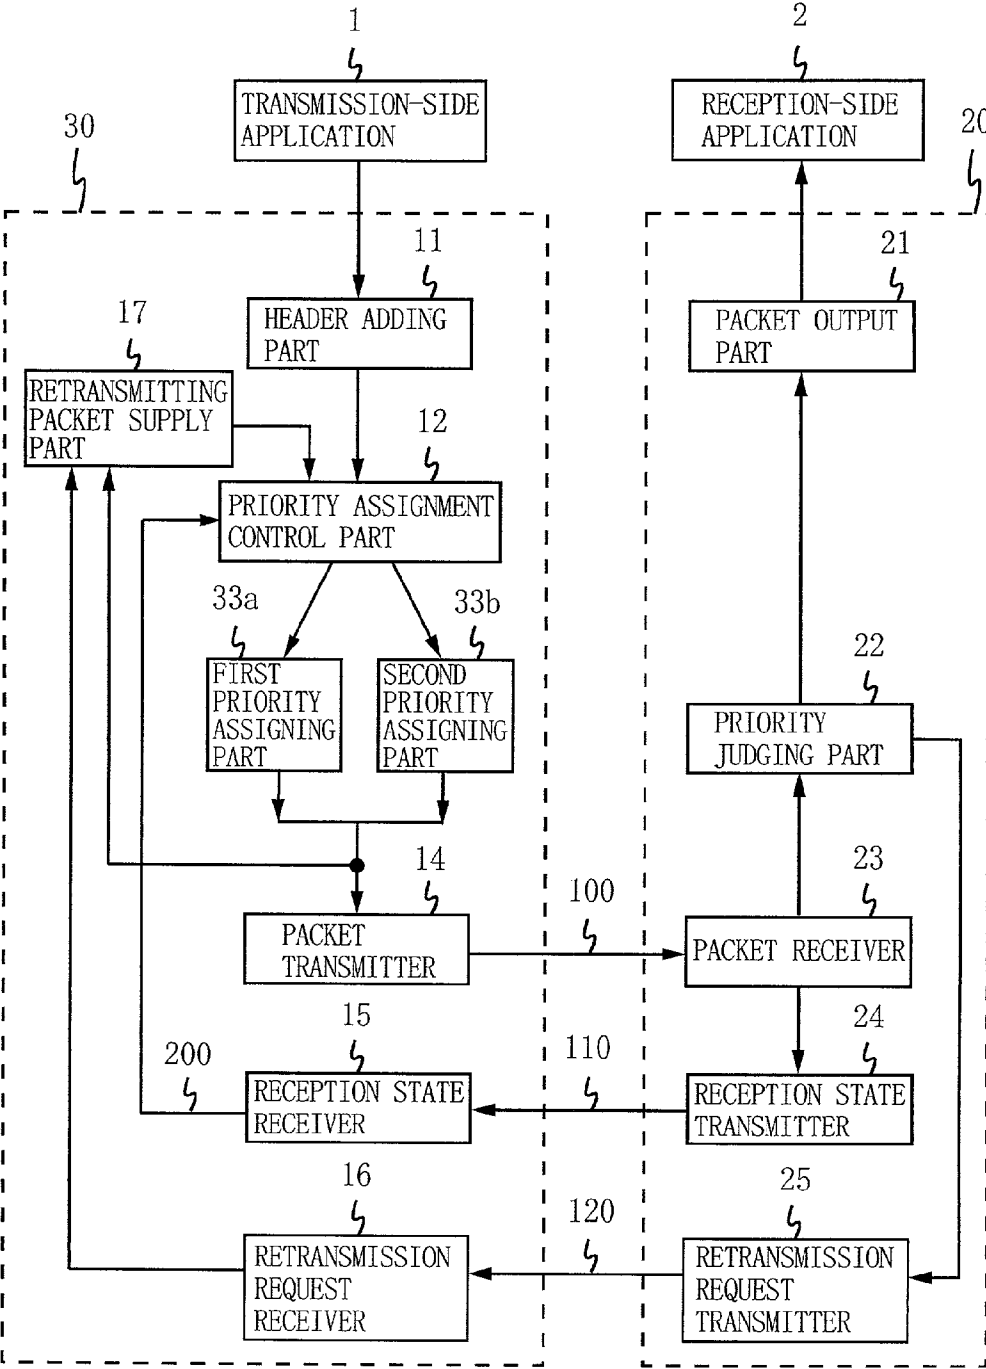 1
TRANSMISSION-SIDE
APPLICATION
2
RECEPTION-SIDE
APPLICATION
30
20
11
HEADER ADDING
PART
21
PACKET OUTPUT
PART
17
RETRANSMITTING
PACKET SUPPLY
PART
12
PRIORITY ASSIGNMENT
CONTROL PART
33a
FIRST
PRIORITY
ASSIGNING
PART
33b
SECOND
PRIORITY
ASSIGNING
PART
22
PRIORITY
JUDGING PART
14
PACKET
TRANSMITTER
100
23
PACKET RECEIVER
15
RECEPTION STATE
RECEIVER
200
110
24
RECEPTION STATE
TRANSMITTER
16
RETRANSMISSION
REQUEST
RECEIVER
120
25
RETRANSMISSION
REQUEST
TRANSMITTER